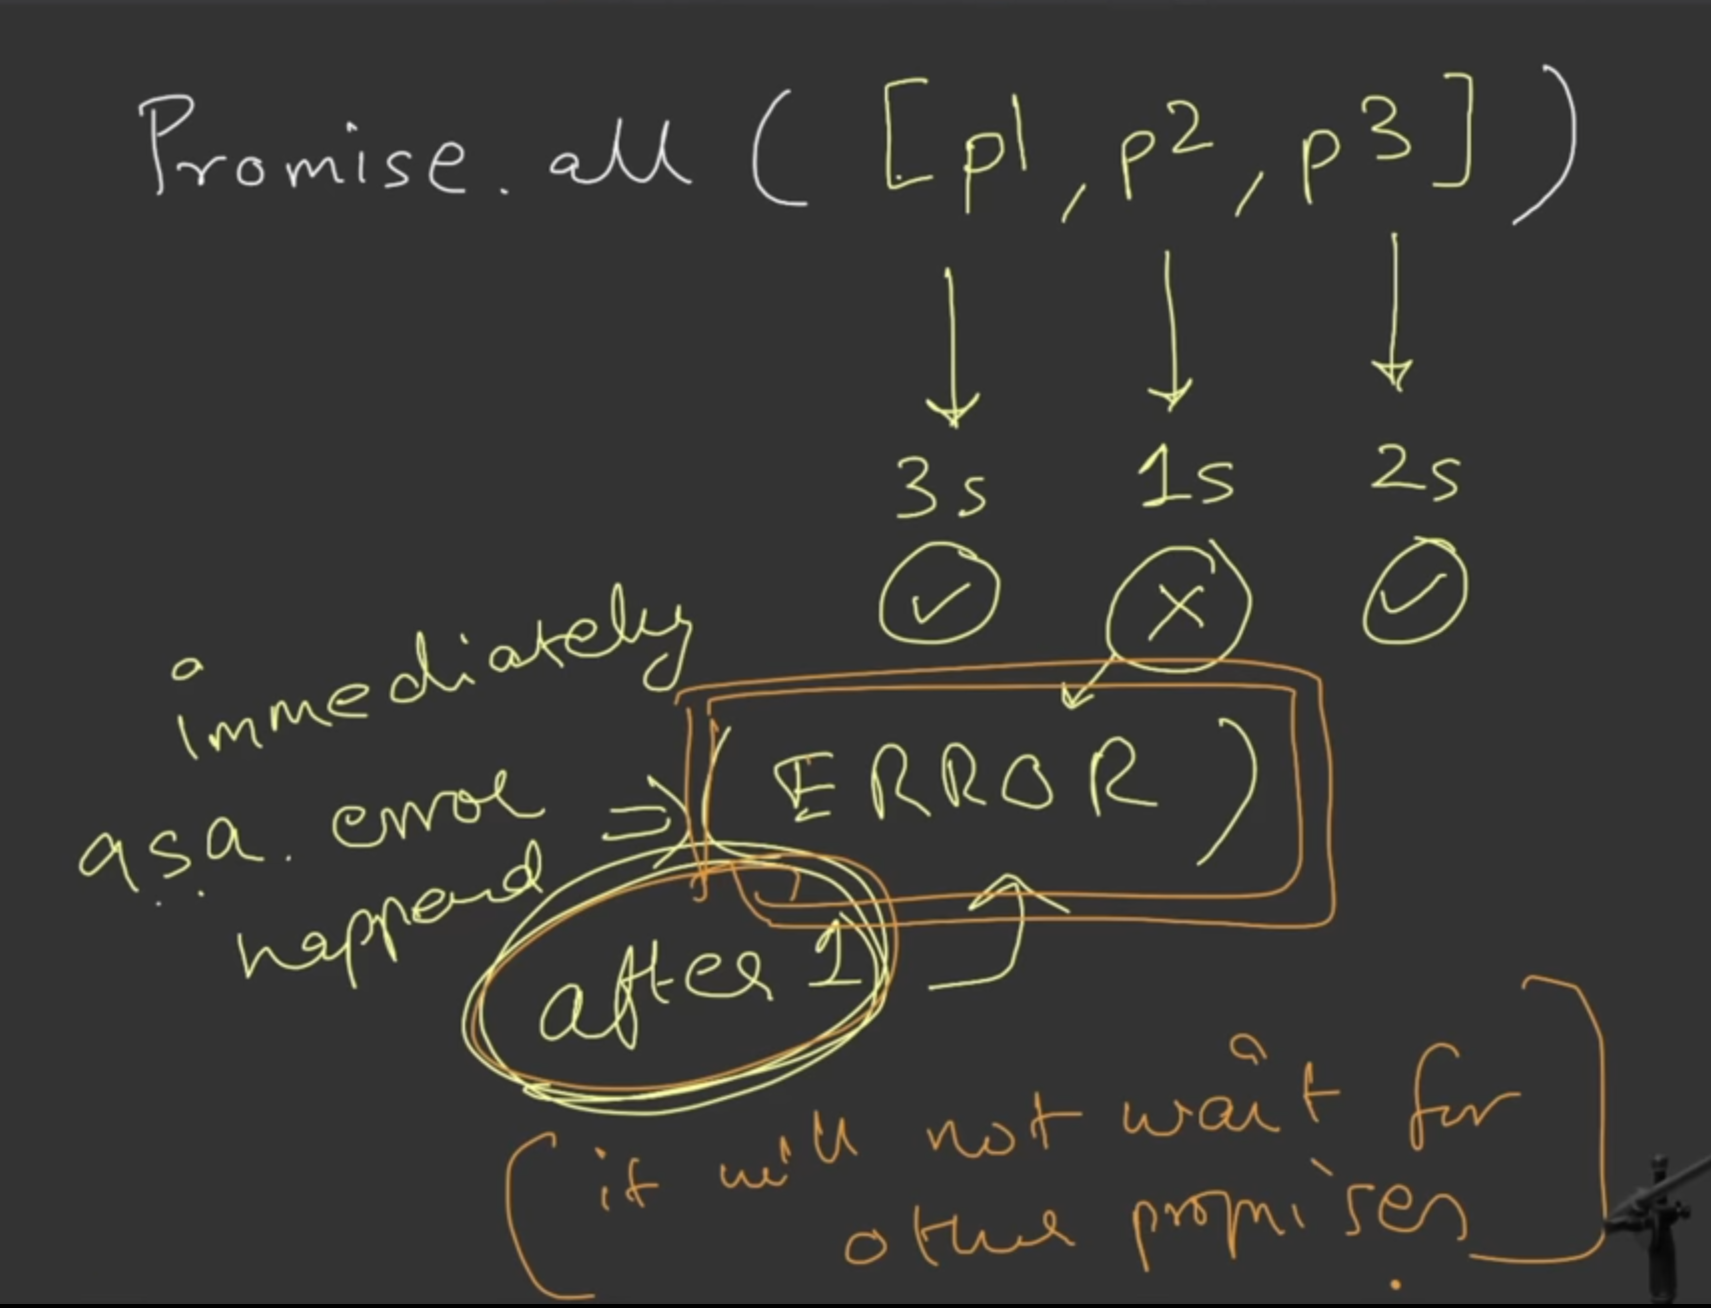 Promise.all ( [p1, p2, p3] )
3s 1s 2s
immediately
a.s.a. error
happened
=> (ERROR)
after 1
(it will not wait for
other promises]